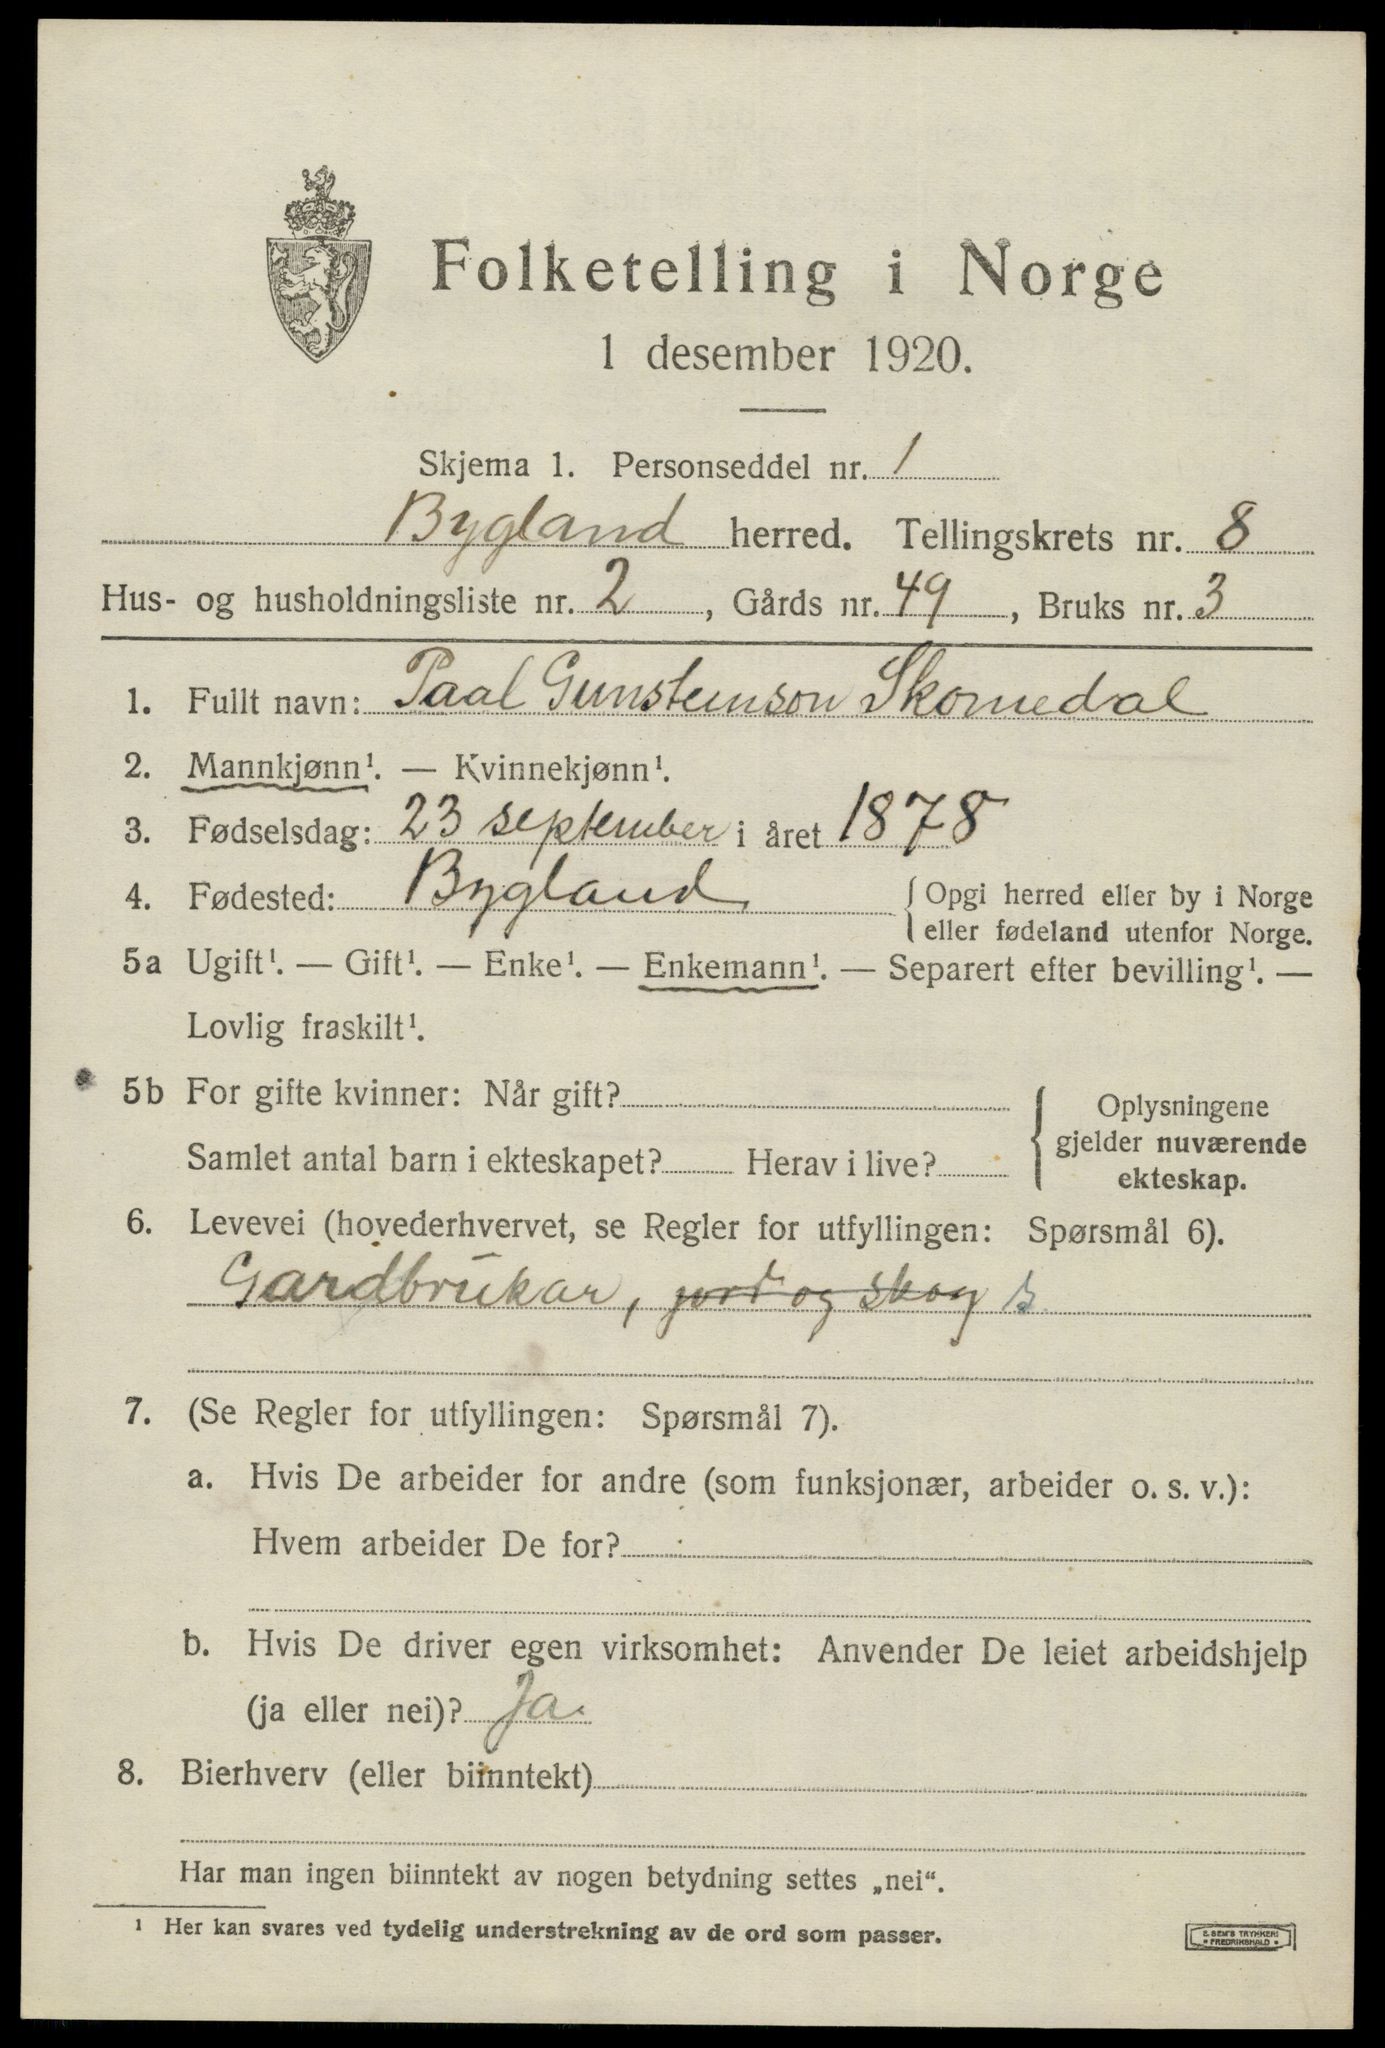 Folketelling i Norge
1 desember 1920.
Skjema 1. Personseddel nr. 1
Bygland herred. Tellingskrets nr. 8
Hus- og husholdningsliste nr. 2, Gårds nr. 49, Bruks nr. 3
1. Fullt navn: Paal Gunsteinson Skomedal
2. Mannkjønn¹. — Kvinnekjønn¹.
3. Fødselsdag: 23 september i året 1878
4. Fødested: Bygland { Opgi herred eller by i Norge
eller fødeland utenfor Norge.
5a Ugift¹. — Gift¹. — Enke¹. — Enkemann¹. — Separert efter bevilling¹. —
Lovlig fraskilt¹.
5b For gifte kvinner: Når gift?
Samlet antal barn i ekteskapet? Herav i live?
{ Oplysningene
gjelder nuværende
ekteskap.
6. Levevei (hovederhvervet, se Regler for utfyllingen: Spørsmål 6).
Gardbrukar, jord og skog s
7. (Se Regler for utfyllingen: Spørsmål 7).
a. Hvis De arbeider for andre (som funksjonær, arbeider o. s. v.):
Hvem arbeider De for?
b. Hvis De driver egen virksomhet: Anvender De leiet arbeidshjelp
(ja eller nei)? Ja.
8. Bierhverv (eller biinntekt)
Har man ingen biinntekt av nogen betydning settes „nei“.
¹ Her kan svares ved tydelig understrekning av de ord som passer.
E. SEM'S TRYKKERI
• FREDRIKSHALD •